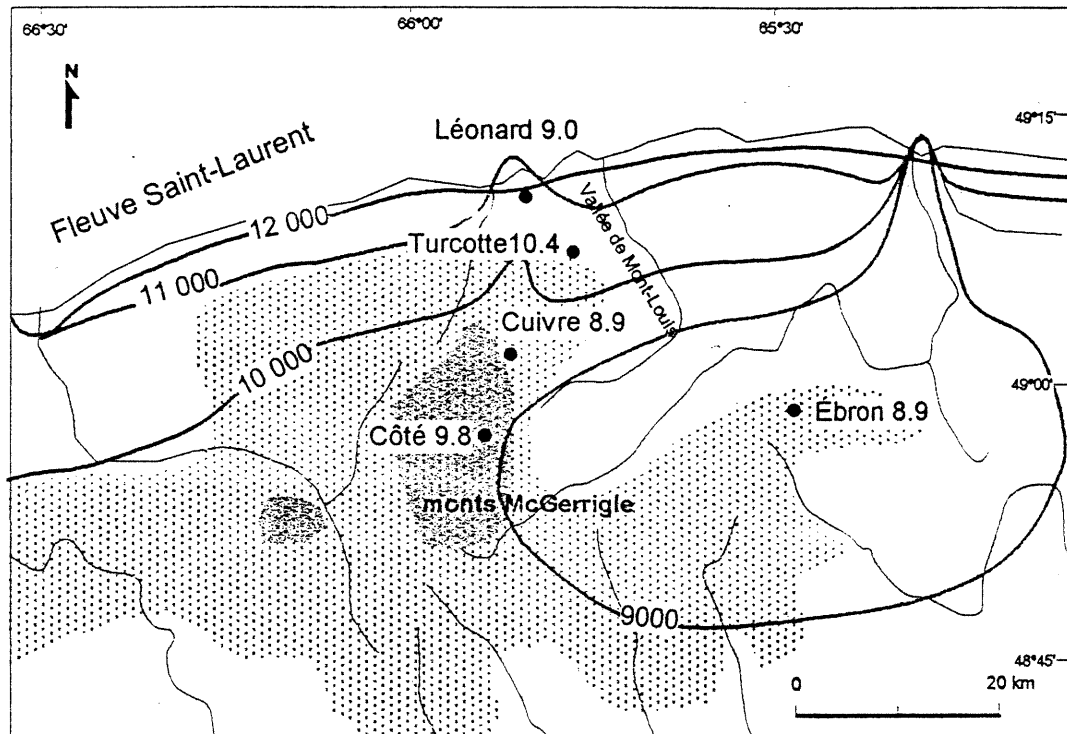 66°30'
66°00'
65°30'
N
49°15'
Léonard 9.0
Fleuve Saint-Laurent
12 000
Vallée de Mont-Louis
Turcotte10.4
11 000
Cuivre 8.9
10 000
49°00'
Ébron 8.9
Côté 9.8
monts McGerrigle
9000
48°45'
0
20 km